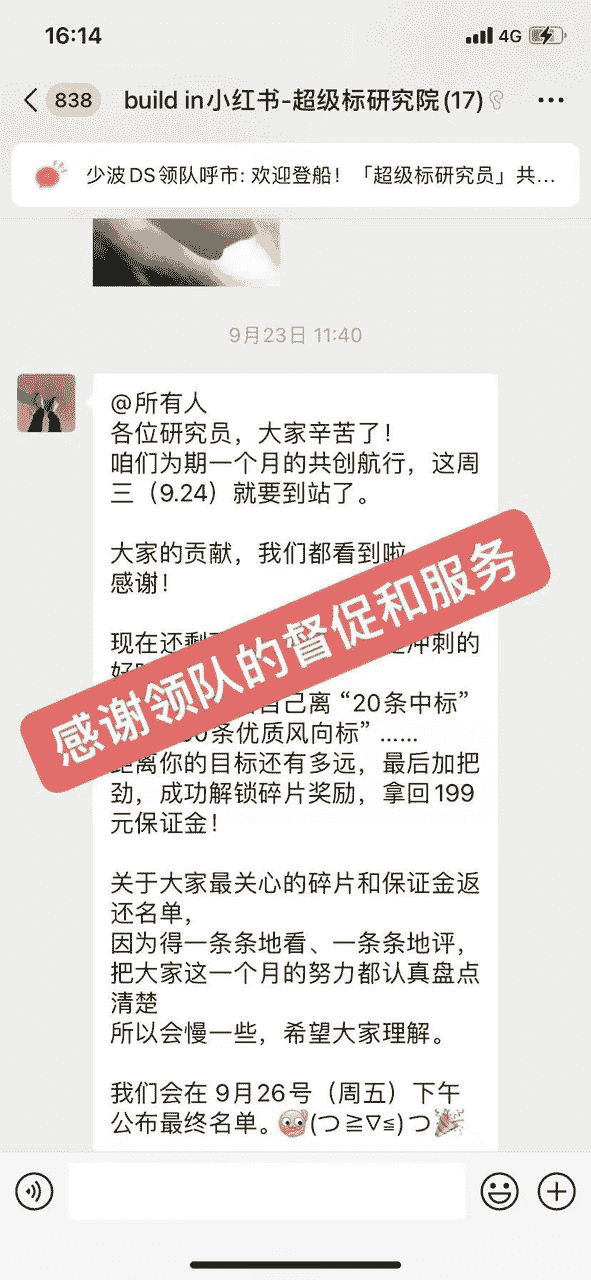 16:14
4G
838
build in小红书-超级标研究院(17)
少波DS领队呼市: 欢迎登船！「超级标研究员」共...
9月23日 11:40
@所有人
各位研究员，大家辛苦了！
咱们为期一个月的共创航行，这周
三（9.24）就要到站了。
大家的贡献，我们都看到啦
感谢！
现在还剩
冲刺的
感谢领队的督促和服务
自己离 “20条中标”
0条优质风向标” ......
距离你的目标还有多远，最后加把
劲，成功解锁碎片奖励，拿回199
元保证金！
关于大家最关心的碎片和保证金返
还名单，
因为得一条条地看、一条条地评，
把大家这一个月的努力都认真盘点
清楚
所以会慢一些，希望大家理解。
我们会在 9月26号（周五）下午
公布最终名单。(つ≧∇≦)つ